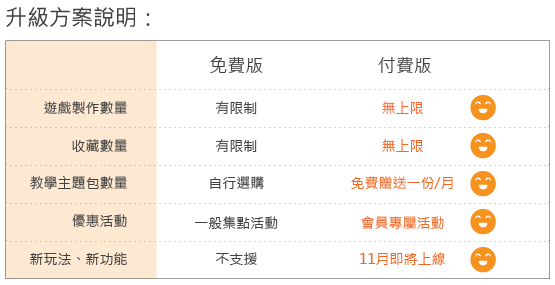 升級方案說明：
免費版 付費版
遊戲製作數量 有限制 無上限
收藏數量 有限制 無上限
教學主題包數量 自行選購 免費贈送一份/月
優惠活動 一般集點活動 會員專屬活動
新玩法、新功能 不支援 11月即將上線